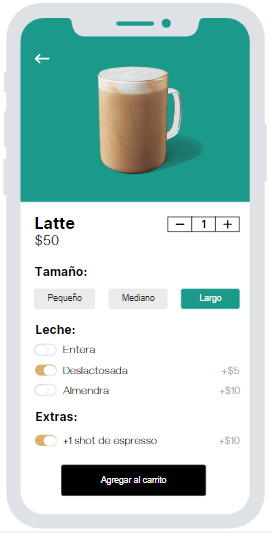 Latte
− 1 +
$50
Tamaño:
Pequeño Mediano Largo
Leche:
Entera
Deslactosada +$5
Almendra +$10
Extras:
+1 shot de espresso +$10
Agregar al carrito